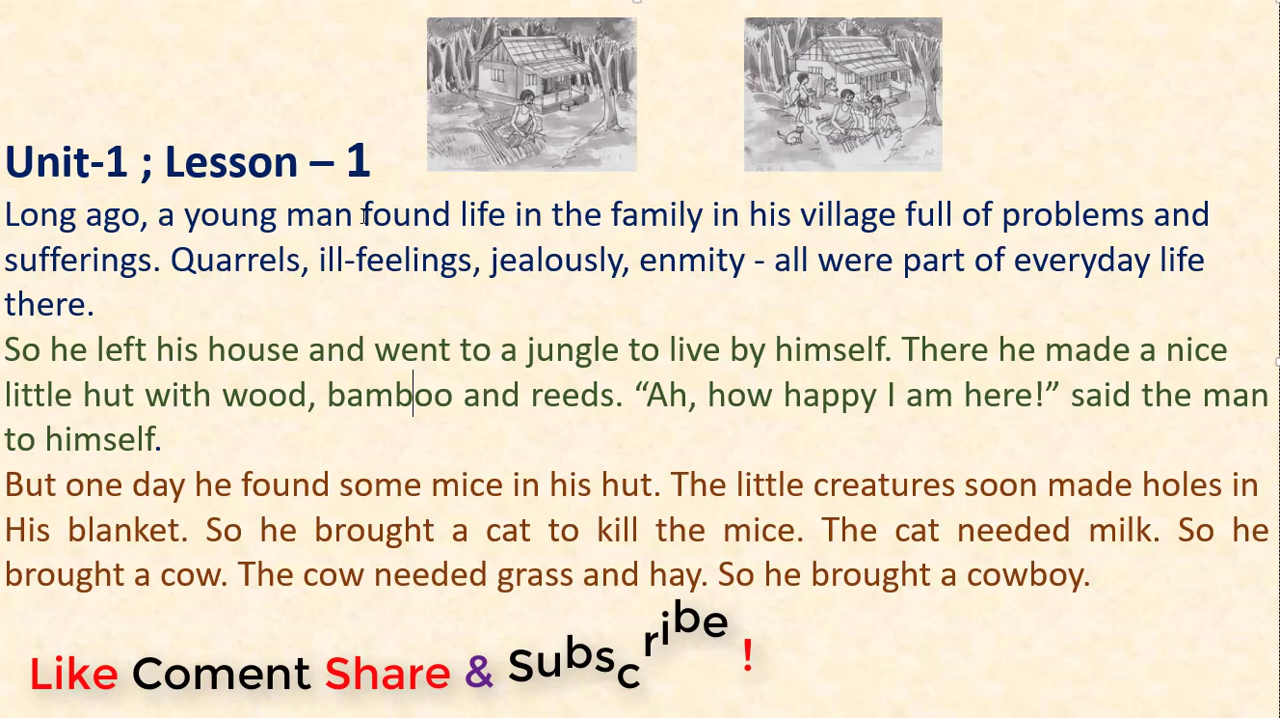 Unit-1 ; Lesson – 1
Long ago, a young man found life in the family in his village full of problems and
sufferings. Quarrels, ill-feelings, jealously, enmity - all were part of everyday life
there.
So he left his house and went to a jungle to live by himself. There he made a nice
little hut with wood, bamboo and reeds. “Ah, how happy I am here!” said the man
to himself.
But one day he found some mice in his hut. The little creatures soon made holes in
His blanket. So he brought a cat to kill the mice. The cat needed milk. So he
brought a cow. The cow needed grass and hay. So he brought a cowboy.
Like Coment Share & Subscribe !